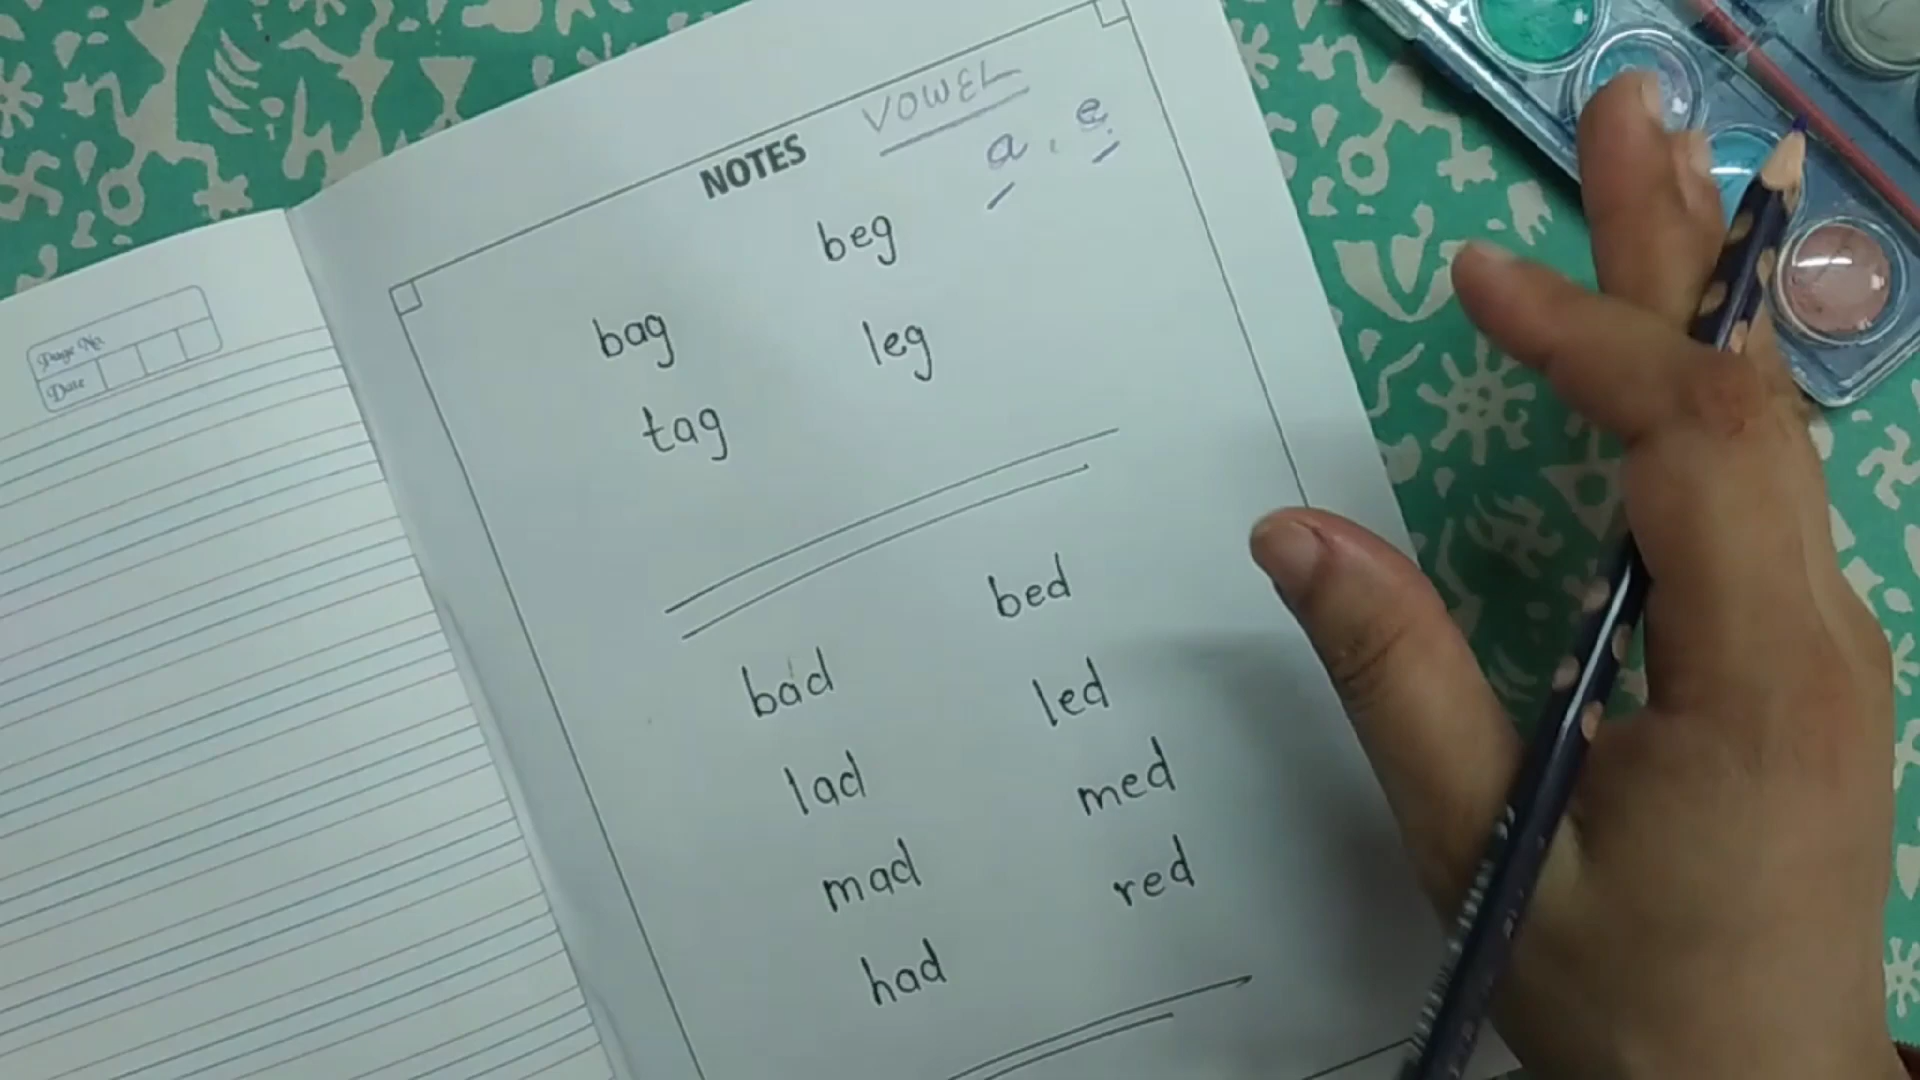 Page No.
Date
VOWEL
NOTES
a, e
bag beg
tag leg
bad bed
lad led
mad med
had red